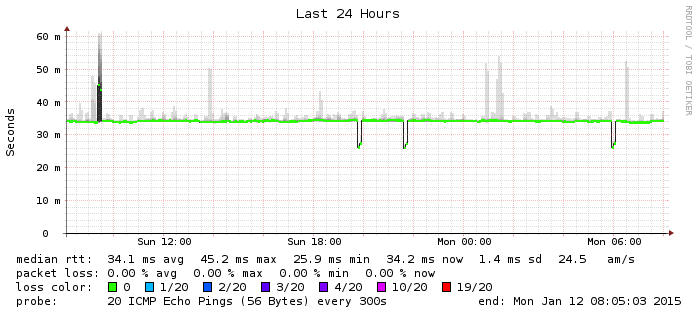 Last 24 Hours
RRDTOOL / TOBI OETIKER
Seconds
60 m
50 m
40 m
30 m
20 m
10 m
0
Sun 12:00 Sun 18:00 Mon 00:00 Mon 06:00
median rtt: 34.1 ms avg 45.2 ms max 25.9 ms min 34.2 ms now 1.4 ms sd 24.5 am/s
packet loss: 0.00 % avg 0.00 % max 0.00 % min 0.00 % now
loss color: 0 1/20 2/20 3/20 4/20 10/20 19/20
probe: 20 ICMP Echo Pings (56 Bytes) every 300s end: Mon Jan 12 08:05:03 2015